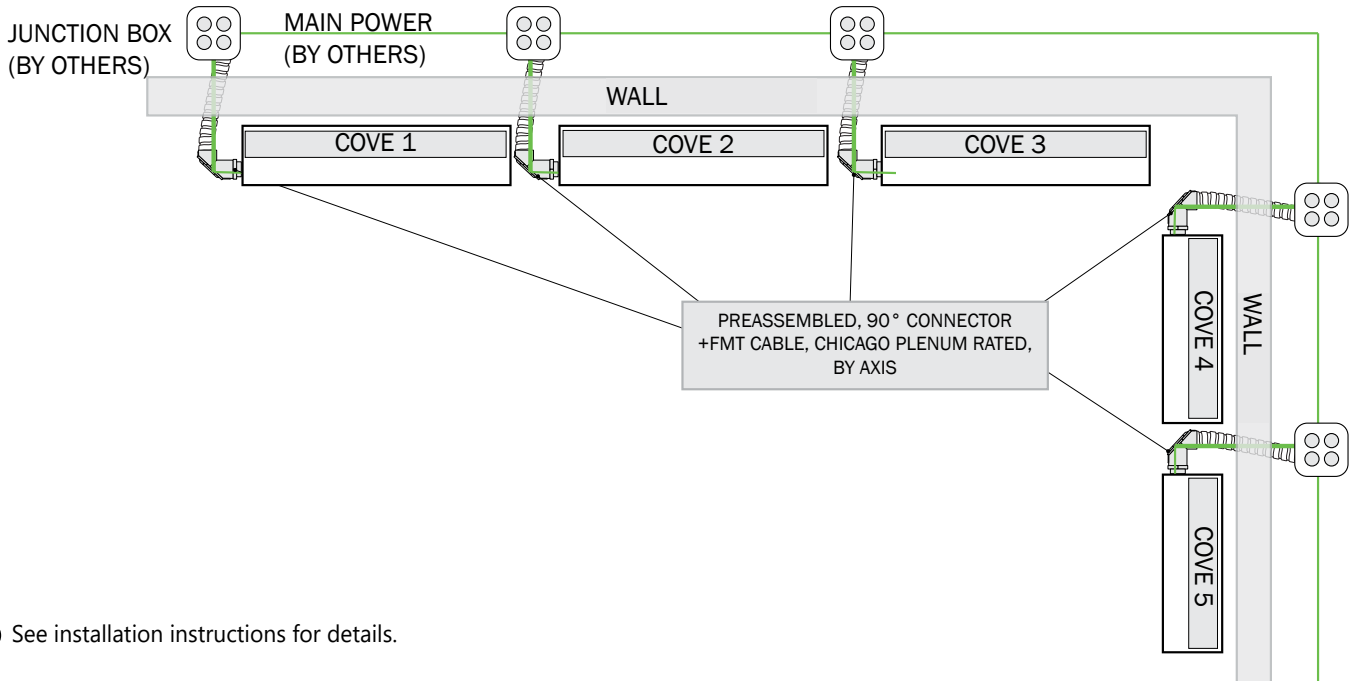 JUNCTION BOX
(BY OTHERS)
MAIN POWER
(BY OTHERS)
WALL
COVE 1
COVE 2
COVE 3
PREASSEMBLED, 90° CONNECTOR
+FMT CABLE, CHICAGO PLENUM RATED,
BY AXIS
COVE 4
WALL
COVE 5
) See installation instructions for details.